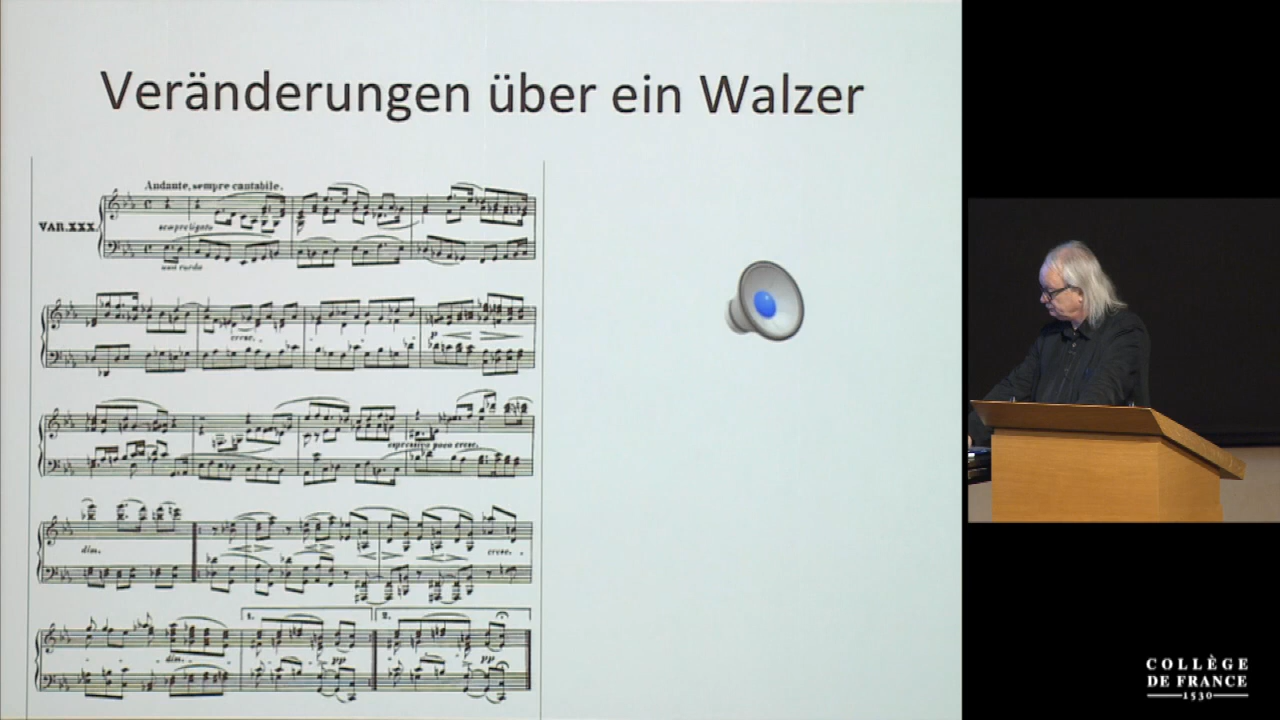 Veränderungen über ein Walzer
Andante, sempre cantabile.
VAR.XXX.
sempre legato
una corda
cresc.
p
espressivo poco cresc.
dim.
cresc.
1.
2.
dim.
pp
pp
COLLÈGE
DE FRANCE
1530